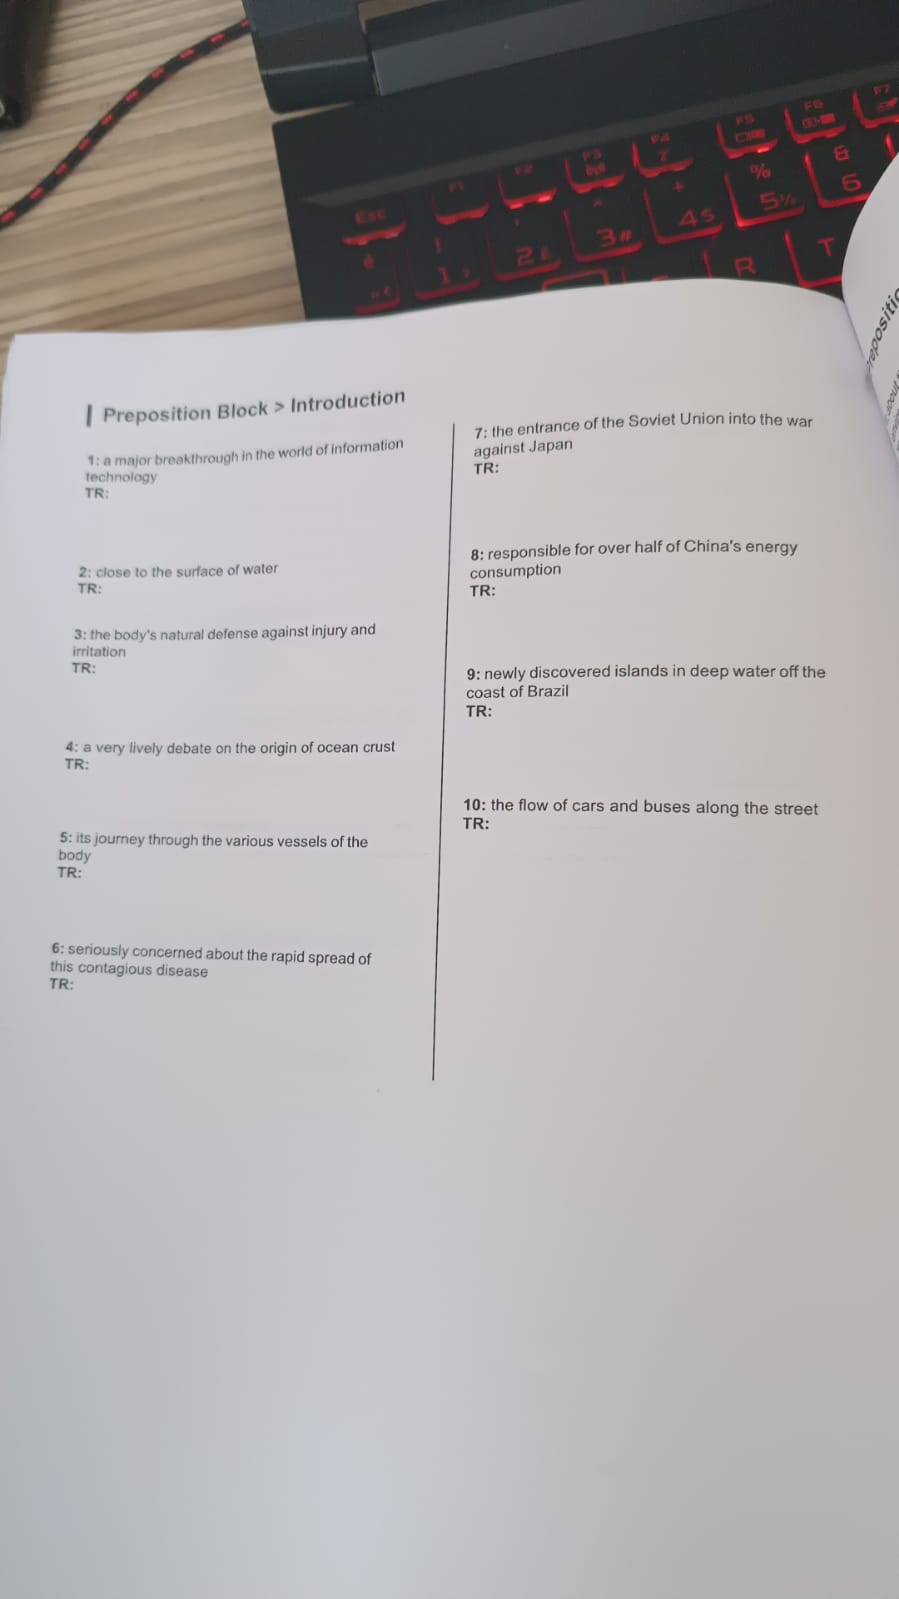 Esc
F1
F2
F3
F4
F5
F6
F7
é
" <
!
1 >
'
2 £
^
3 #
+
4 $
%
5 ½
&
6
R
T
Preposition Block > Introduction
1: a major breakthrough in the world of information
technology
TR:
2: close to the surface of water
TR:
3: the body's natural defense against injury and
irritation
TR:
4: a very lively debate on the origin of ocean crust
TR:
5: its journey through the various vessels of the
body
TR:
6: seriously concerned about the rapid spread of
this contagious disease
TR:
7: the entrance of the Soviet Union into the war
against Japan
TR:
8: responsible for over half of China's energy
consumption
TR:
9: newly discovered islands in deep water off the
coast of Brazil
TR:
10: the flow of cars and buses along the street
TR:
about